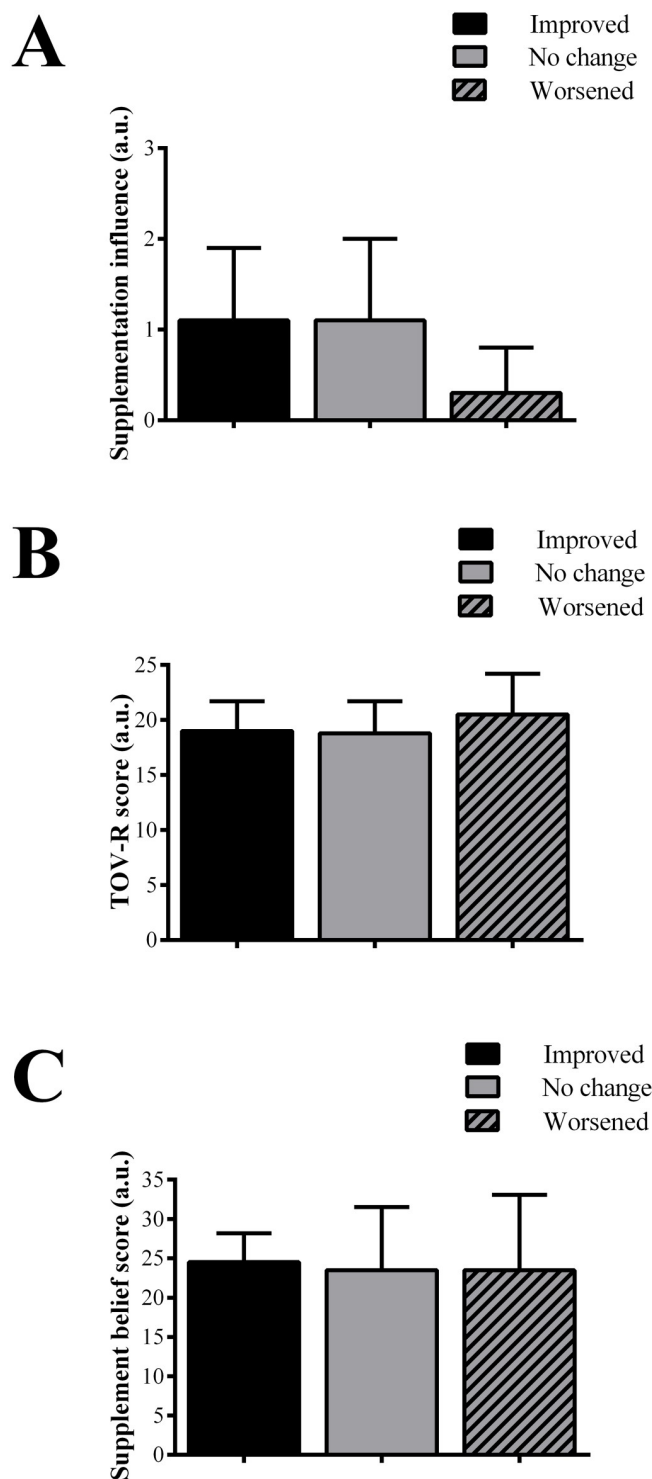 A
Improved
No change
Worsened
Supplementation influence (a.u.)
3
2
1
0
B
Improved
No change
Worsened
TOV-R score (a.u.)
25
20
15
10
5
0
C
Improved
No change
Worsened
Supplement belief score (a.u.)
35
30
25
20
15
10
5
0